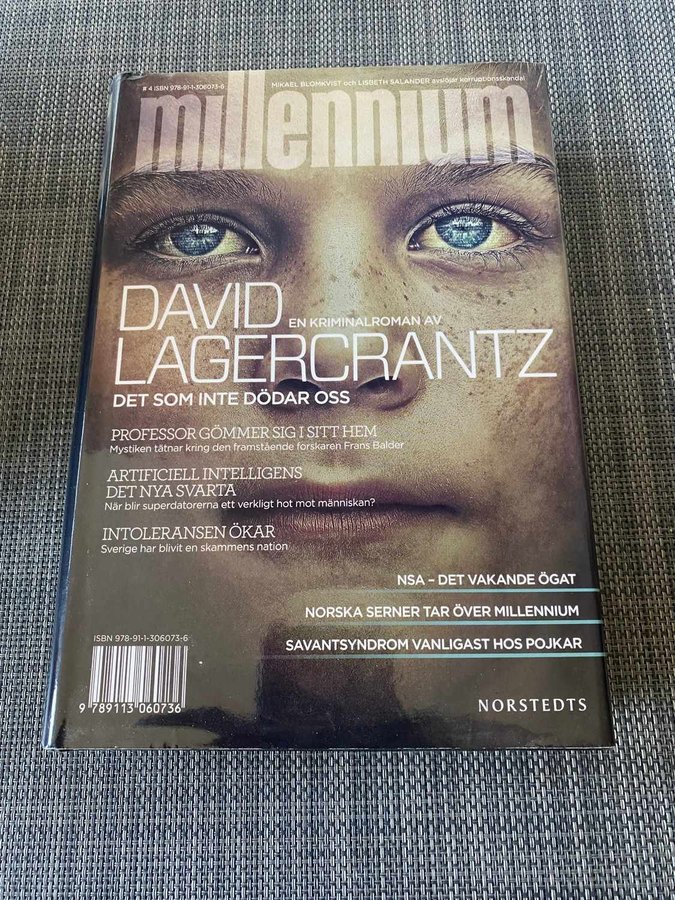 # 4 ISBN 978-91-1-306073-6
MIKAEL BLOMKVIST och LISBETH SALANDER avslöjar korruptionsskandal
millennium
DAVID
EN KRIMINALROMAN AV
LAGERCRANTZ
DET SOM INTE DÖDAR OSS
PROFESSOR GÖMMER SIG I SITT HEM
Mystiken tätnar kring den framstående forskaren Frans Balder
ARTIFICIELL INTELLIGENS
DET NYA SVARTA
När blir superdatorerna ett verkligt hot mot människan?
INTOLERANSEN ÖKAR
Sverige har blivit en skammens nation
NSA – DET VAKANDE ÖGAT
NORSKA SERNER TAR ÖVER MILLENNIUM
SAVANTSYNDROM VANLIGAST HOS POJKAR
ISBN 978-91-1-306073-6
9 789113 060736
NORSTEDTS